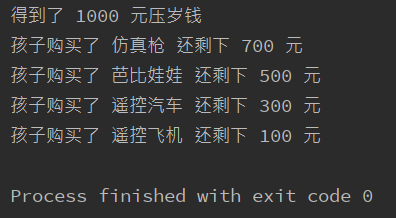 得到了 1000 元压岁钱
孩子购买了 仿真枪 还剩下 700 元
孩子购买了 芭比娃娃 还剩下 500 元
孩子购买了 遥控汽车 还剩下 300 元
孩子购买了 遥控飞机 还剩下 100 元
Process finished with exit code 0